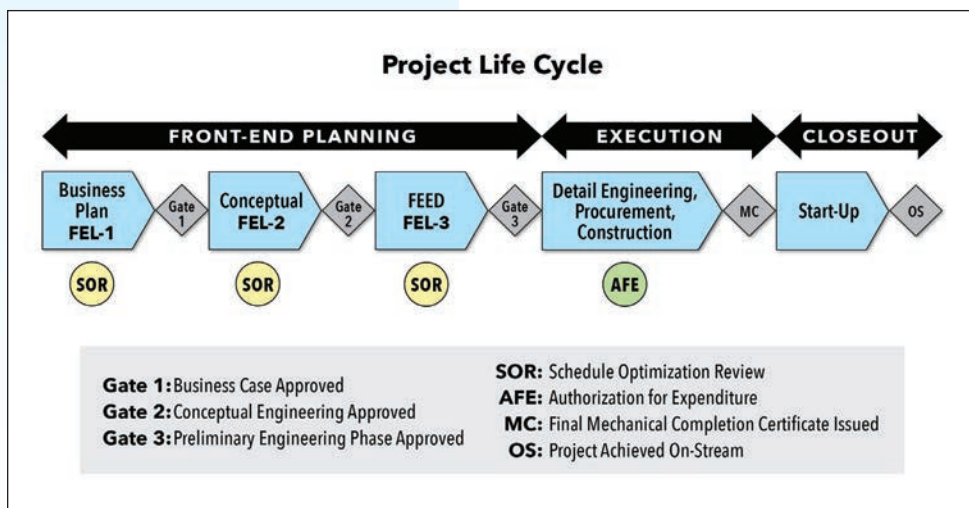 Project Life Cycle
FRONT-END PLANNING
EXECUTION
CLOSEOUT
Business
Plan
FEL-1
Gate
1
Conceptual
FEL-2
Gate
2
FEED
FEL-3
Gate
3
Detail Engineering,
Procurement,
Construction
MC
Start-Up
OS
SOR
SOR
SOR
AFE
Gate 1: Business Case Approved
Gate 2: Conceptual Engineering Approved
Gate 3: Preliminary Engineering Phase Approved
SOR: Schedule Optimization Review
AFE: Authorization for Expenditure
MC: Final Mechanical Completion Certificate Issued
OS: Project Achieved On-Stream